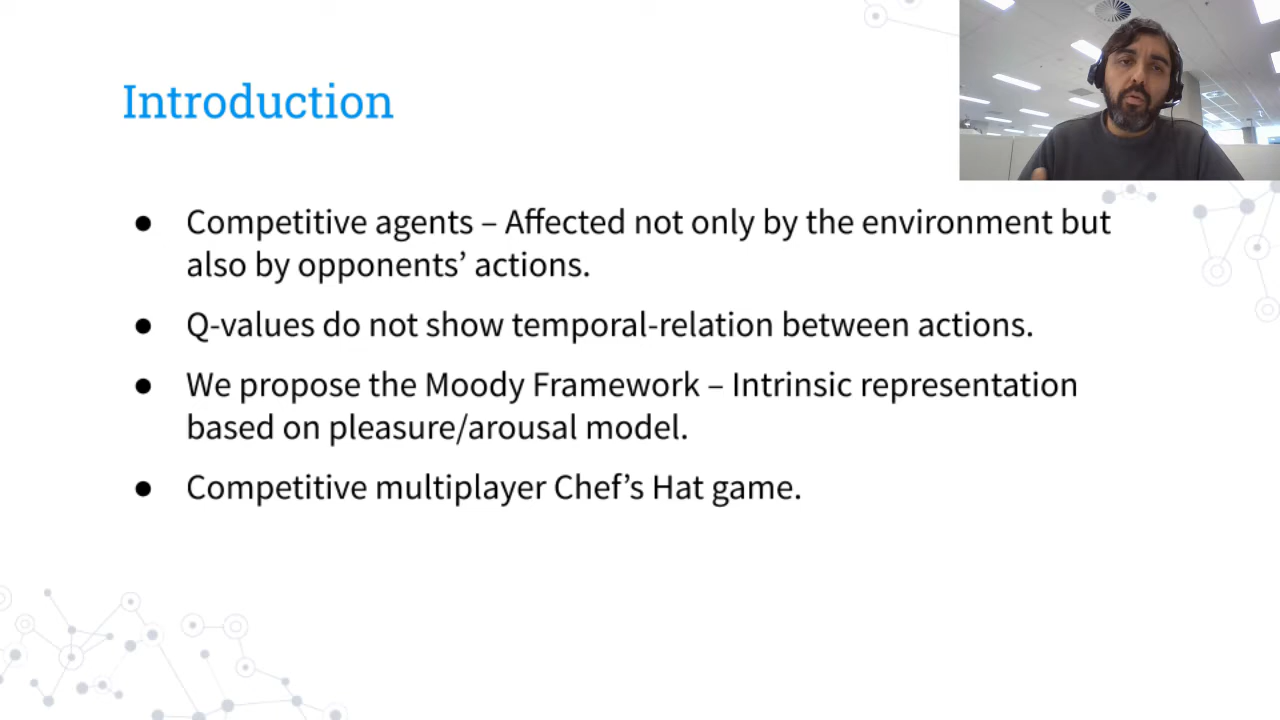 Introduction
● Competitive agents – Affected not only by the environment but
also by opponents’ actions.
● Q-values do not show temporal-relation between actions.
● We propose the Moody Framework – Intrinsic representation
based on pleasure/arousal model.
● Competitive multiplayer Chef’s Hat game.